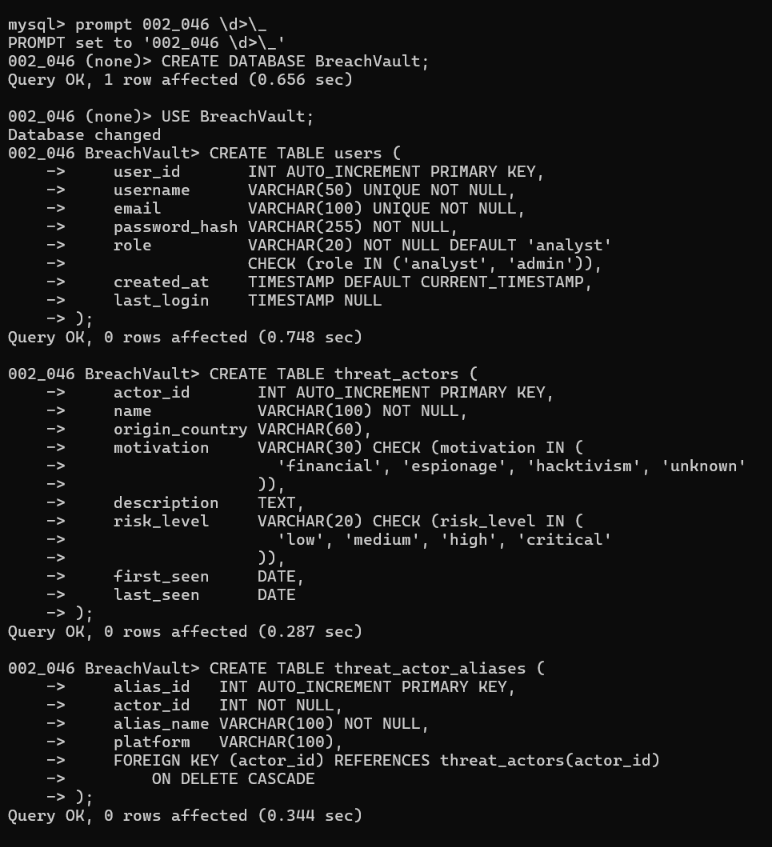 mysql> prompt 002_046 \d>\_
PROMPT set to '002_046 \d>\_'
002_046 (none)> CREATE DATABASE BreachVault;
Query OK, 1 row affected (0.656 sec)

002_046 (none)> USE BreachVault;
Database changed
002_046 BreachVault> CREATE TABLE users (
    ->     user_id       INT AUTO_INCREMENT PRIMARY KEY,
    ->     username      VARCHAR(50) UNIQUE NOT NULL,
    ->     email         VARCHAR(100) UNIQUE NOT NULL,
    ->     password_hash VARCHAR(255) NOT NULL,
    ->     role          VARCHAR(20) NOT NULL DEFAULT 'analyst'
    ->                   CHECK (role IN ('analyst', 'admin')),
    ->     created_at    TIMESTAMP DEFAULT CURRENT_TIMESTAMP,
    ->     last_login    TIMESTAMP NULL
    -> );
Query OK, 0 rows affected (0.748 sec)

002_046 BreachVault> CREATE TABLE threat_actors (
    ->     actor_id       INT AUTO_INCREMENT PRIMARY KEY,
    ->     name           VARCHAR(100) NOT NULL,
    ->     origin_country VARCHAR(60),
    ->     motivation     VARCHAR(30) CHECK (motivation IN (
    ->                      'financial', 'espionage', 'hacktivism', 'unknown'
    ->                    )),
    ->     description    TEXT,
    ->     risk_level     VARCHAR(20) CHECK (risk_level IN (
    ->                      'low', 'medium', 'high', 'critical'
    ->                    )),
    ->     first_seen     DATE,
    ->     last_seen      DATE
    -> );
Query OK, 0 rows affected (0.287 sec)

002_046 BreachVault> CREATE TABLE threat_actor_aliases (
    ->     alias_id   INT AUTO_INCREMENT PRIMARY KEY,
    ->     actor_id   INT NOT NULL,
    ->     alias_name VARCHAR(100) NOT NULL,
    ->     platform   VARCHAR(100),
    ->     FOREIGN KEY (actor_id) REFERENCES threat_actors(actor_id)
    ->         ON DELETE CASCADE
    -> );
Query OK, 0 rows affected (0.344 sec)